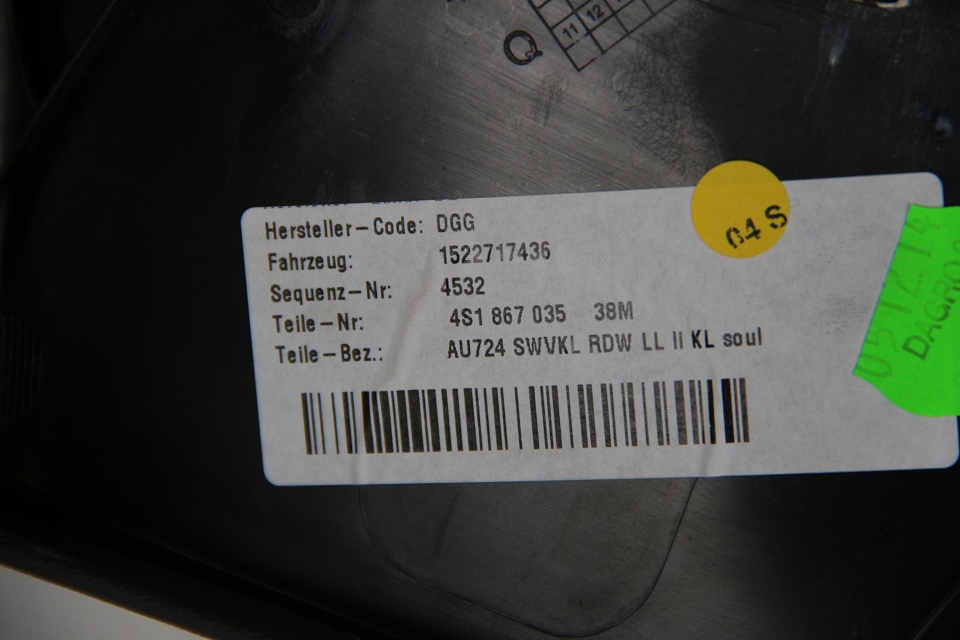 Q
11 12
04 S
Hersteller-Code: DGG
Fahrzeug: 1522717436
Sequenz-Nr: 4532
Teile-Nr: 4S1 867 035 38M
Teile-Bez.: AU724 SWVKL RDW LL li KL soul